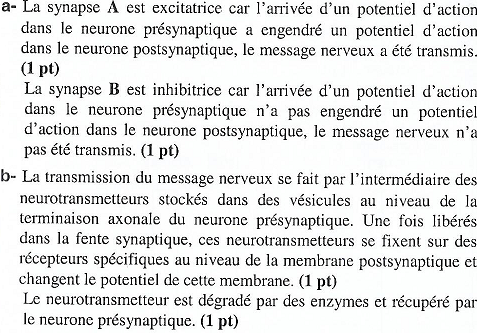 a- La synapse A est excitatrice car l'arrivée d'un potentiel d'action
dans le neurone présynaptique a engendré un potentiel d'action
dans le neurone postsynaptique, le message nerveux a été transmis.
(1 pt)
La synapse B est inhibitrice car l'arrivée d'un potentiel d'action
dans le neurone présynaptique n'a pas engendré un potentiel
d'action dans le neurone postsynaptique, le message nerveux n'a
pas été transmis. (1 pt)
b- La transmission du message nerveux se fait par l'intermédiaire des
neurotransmetteurs stockés dans des vésicules au niveau de la
terminaison axonale du neurone présynaptique. Une fois libérés
dans la fente synaptique, ces neurotransmetteurs se fixent sur des
récepteurs spécifiques au niveau de la membrane postsynaptique et
changent le potentiel de cette membrane. (1 pt)
Le neurotransmetteur est dégradé par des enzymes et récupéré par
le neurone présynaptique. (1 pt)